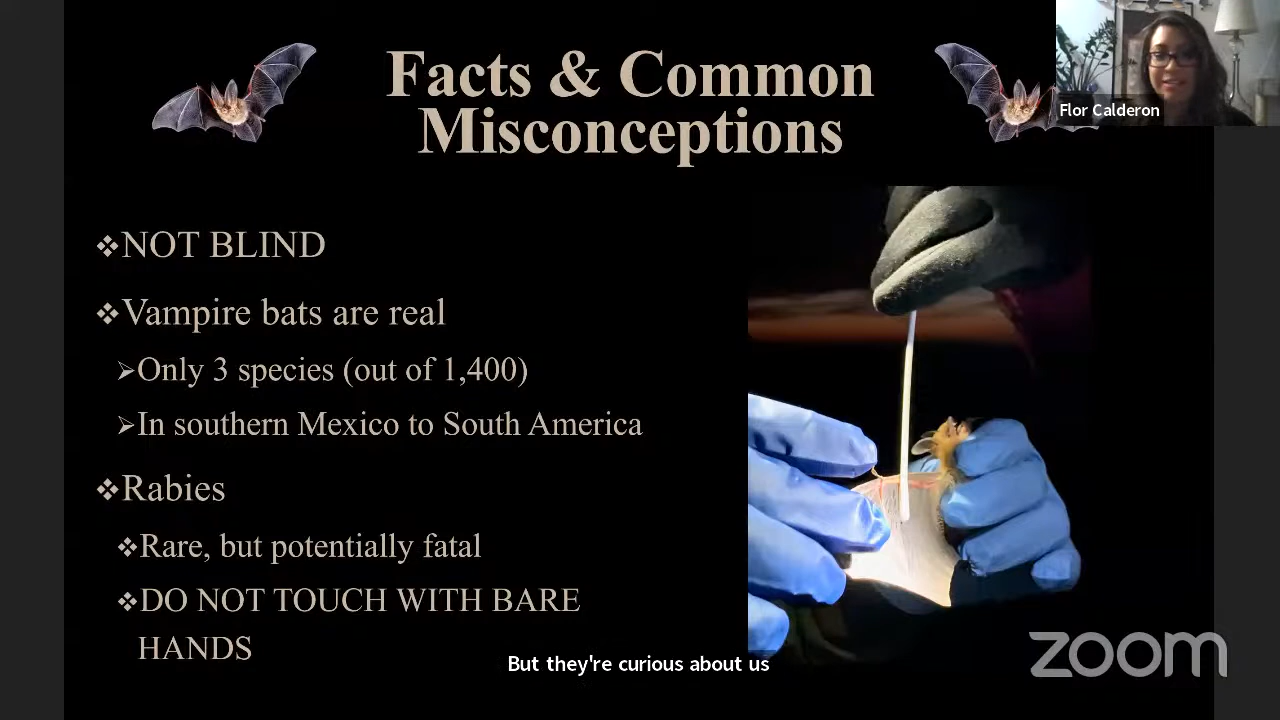 Facts & Common
Misconceptions
Flor Calderon
NOT BLIND
Vampire bats are real
Only 3 species (out of 1,400)
In southern Mexico to South America
Rabies
Rare, but potentially fatal
DO NOT TOUCH WITH BARE
HANDS
But they're curious about us
zoom